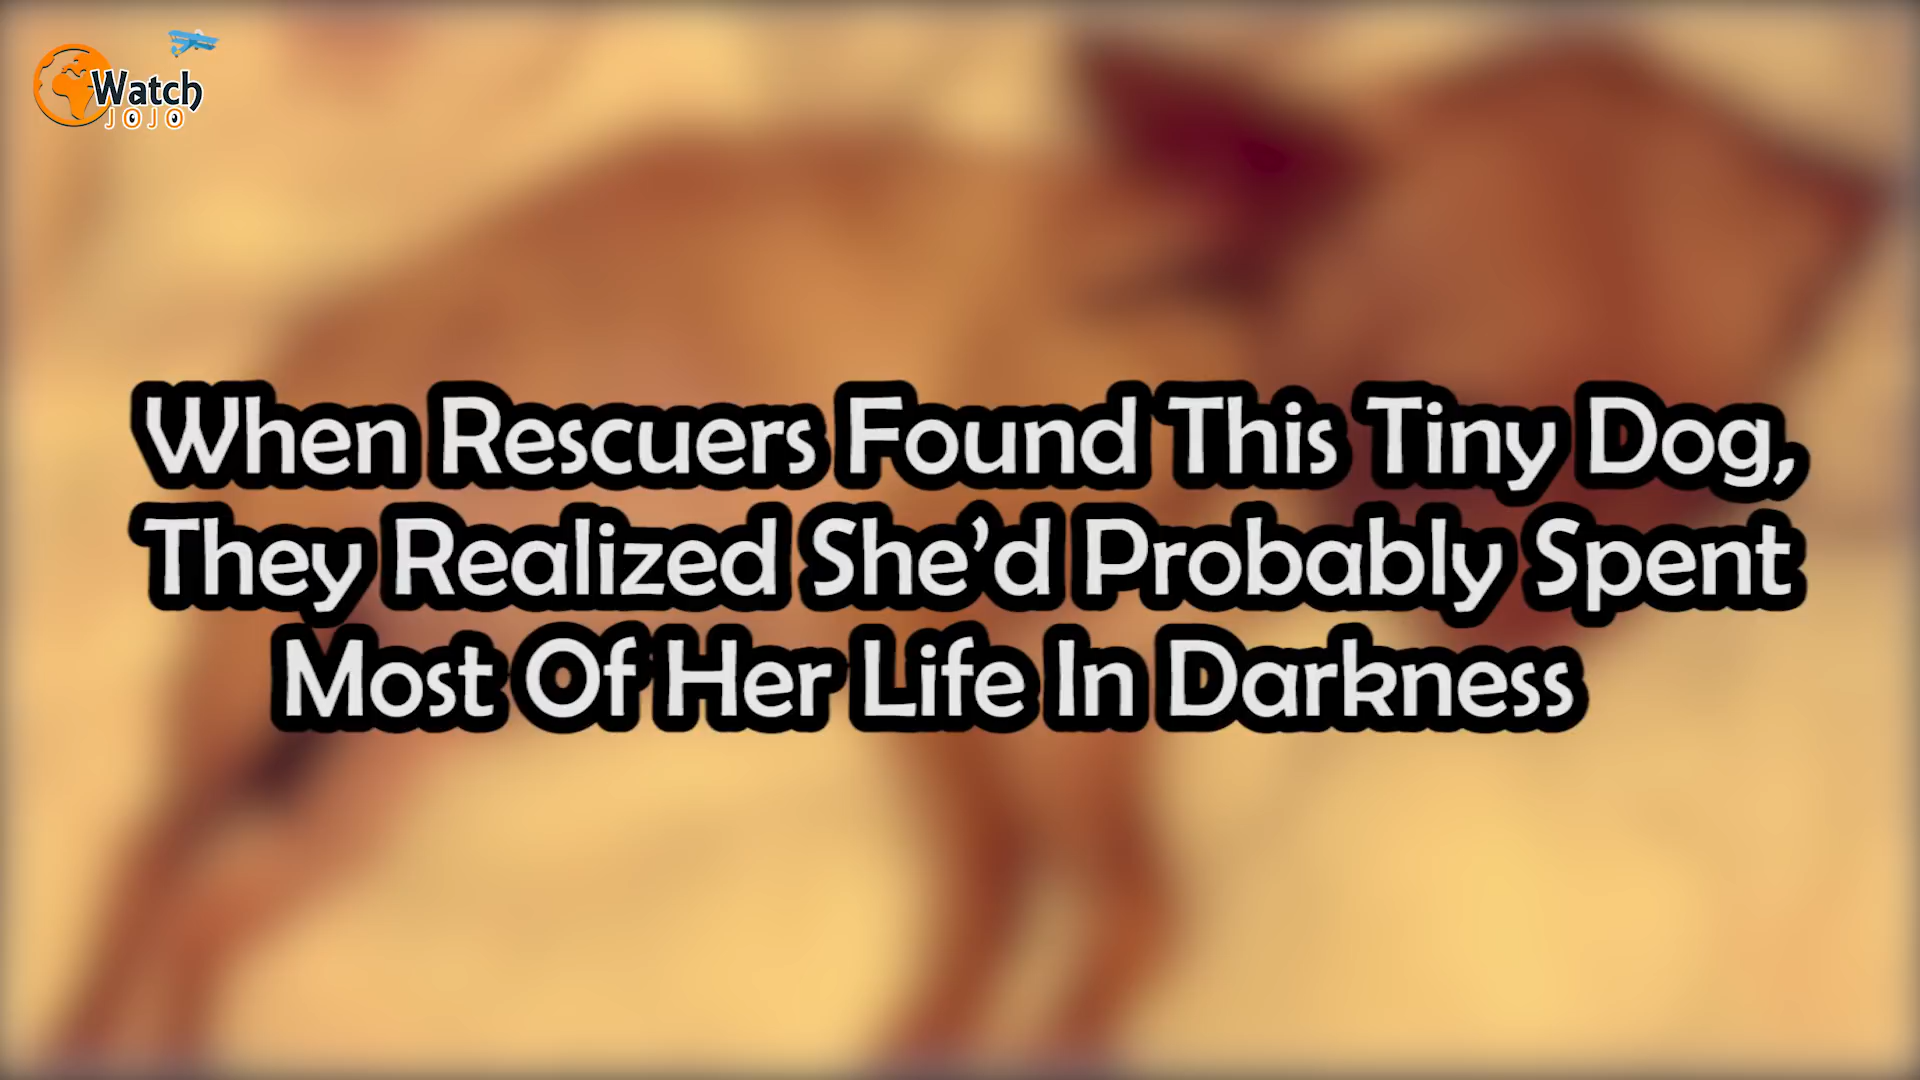 Watch
JOJO
When Rescuers Found This Tiny Dog,
They Realized She’d Probably Spent
Most Of Her Life In Darkness